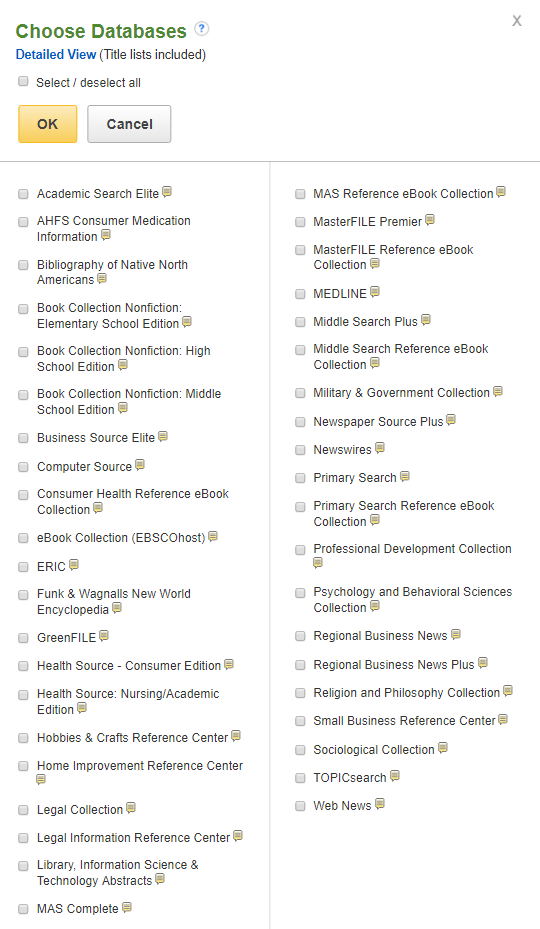 Choose Databases ?
X
Detailed View (Title lists included)
Select / deselect all
OK
Cancel
Academic Search Elite
AHFS Consumer Medication
Information
Bibliography of Native North
Americans
Book Collection Nonfiction:
Elementary School Edition
Book Collection Nonfiction: High
School Edition
Book Collection Nonfiction: Middle
School Edition
Business Source Elite
Computer Source
Consumer Health Reference eBook
Collection
eBook Collection (EBSCOhost)
ERIC
Funk & Wagnalls New World
Encyclopedia
GreenFILE
Health Source - Consumer Edition
Health Source: Nursing/Academic
Edition
Hobbies & Crafts Reference Center
Home Improvement Reference Center
Legal Collection
Legal Information Reference Center
Library, Information Science &
Technology Abstracts
MAS Complete
MAS Reference eBook Collection
MasterFILE Premier
MasterFILE Reference eBook
Collection
MEDLINE
Middle Search Plus
Middle Search Reference eBook
Collection
Military & Government Collection
Newspaper Source Plus
Newswires
Primary Search
Primary Search Reference eBook
Collection
Professional Development Collection
Psychology and Behavioral Sciences
Collection
Regional Business News
Regional Business News Plus
Religion and Philosophy Collection
Small Business Reference Center
Sociological Collection
TOPICsearch
Web News